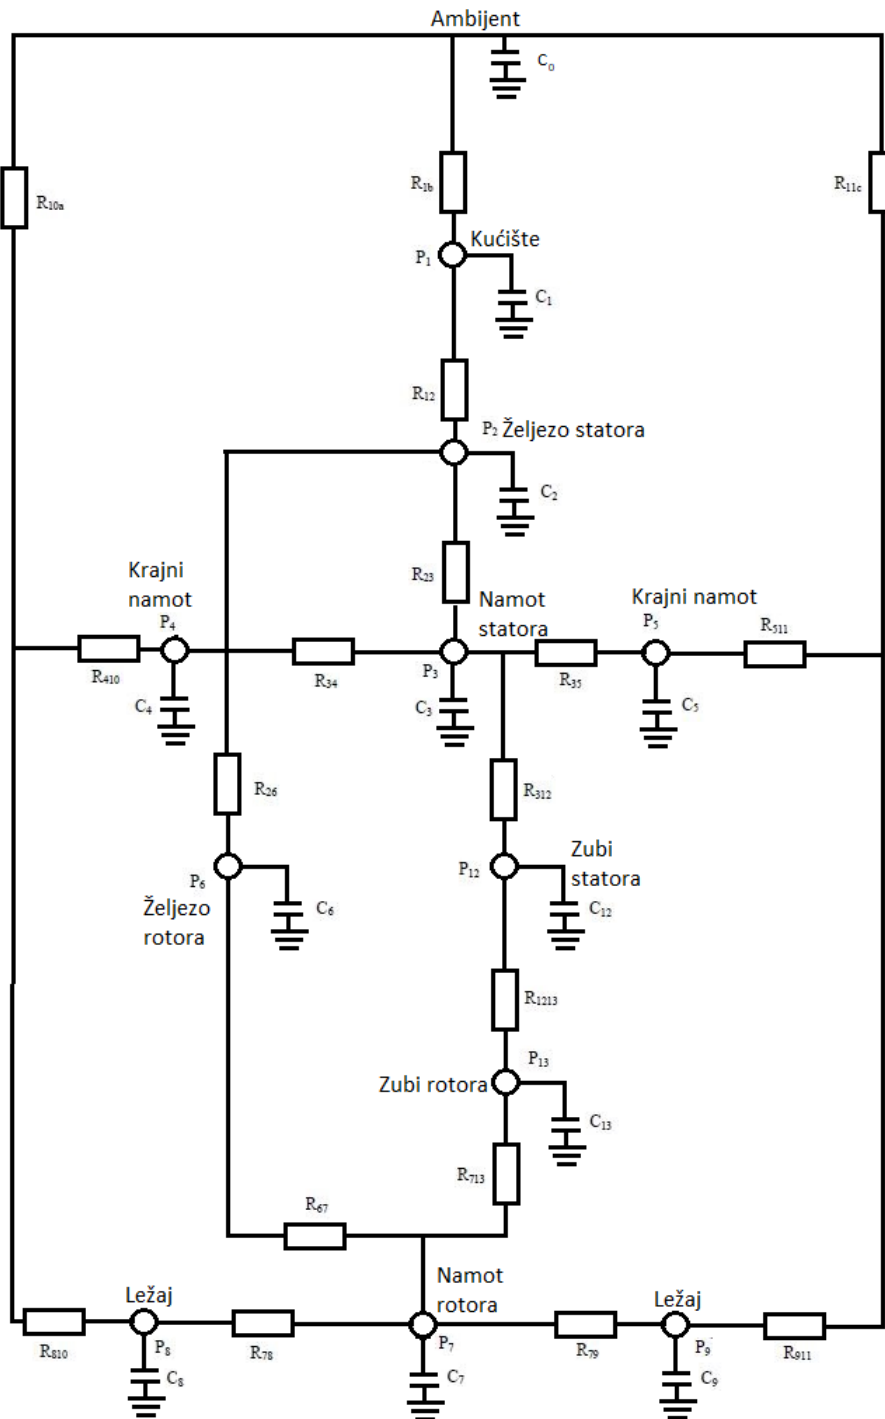 Ambijent
C₀
R₁₀ₐ
R₁b
R₁₁c
Kućište
P₁
C₁
R₁₂
P₂ Željezo statora
C₂
R₂₃
Krajni
namot
P₄
Namot
statora
Krajni namot
P₅
R₅₁₁
R₄₁₀
R₃₄
P₃
R₃₅
C₄
C₃
C₅
R₂₆
R₃₁₂
P₆
Željezo
rotora
C₆
P₁₂
Zubi
statora
C₁₂
R₁₂₁₃
P₁₃
Zubi rotora
C₁₃
R₇₁₃
R₆₇
Ležaj
Namot
rotora
Ležaj
R₈₁₀
P₈
R₇₈
P₇
R₇₉
P₉
R₉₁₁
C₈
C₇
C₉